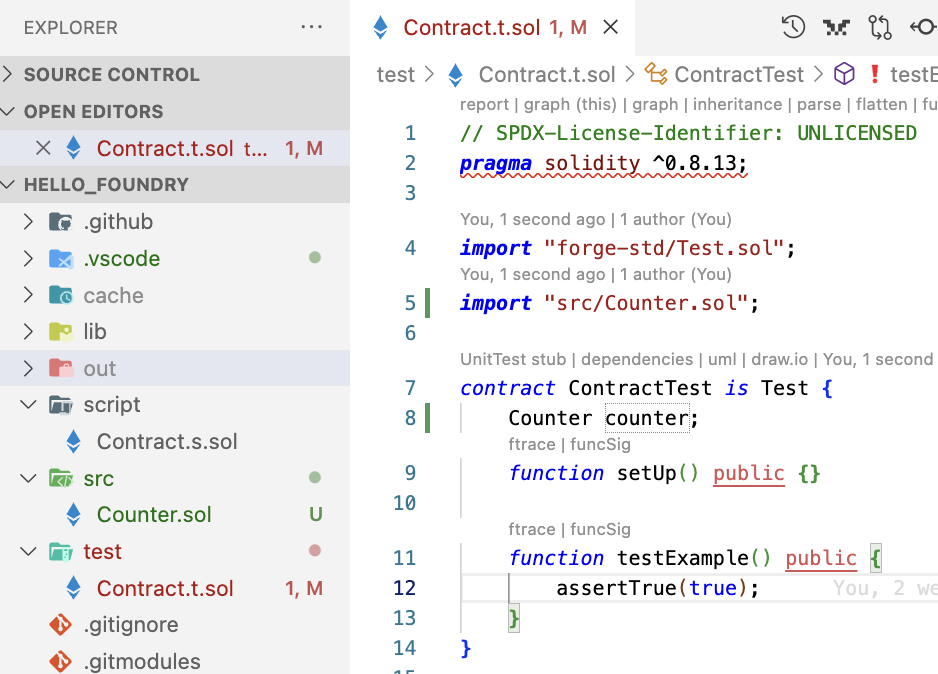 EXPLORER
SOURCE CONTROL
OPEN EDITORS
Contract.t.sol t... 1, M
HELLO_FOUNDRY
.github
.vscode
cache
lib
out
script
Contract.s.sol
src
Counter.sol U
test
Contract.t.sol 1, M
.gitignore
.gitmodules
Contract.t.sol 1, M
test > Contract.t.sol > ContractTest > testE
report | graph (this) | graph | inheritance | parse | flatten | fu
1 // SPDX-License-Identifier: UNLICENSED
2 pragma solidity ^0.8.13;
3
You, 1 second ago | 1 author (You)
4 import "forge-std/Test.sol";
You, 1 second ago | 1 author (You)
5 import "src/Counter.sol";
6
UnitTest stub | dependencies | uml | draw.io | You, 1 second
7 contract ContractTest is Test {
8 Counter counter;
ftrace | funcSig
9 function setUp() public {}
10
ftrace | funcSig
11 function testExample() public {
12 assertTrue(true); You, 2 we
13 }
14 }